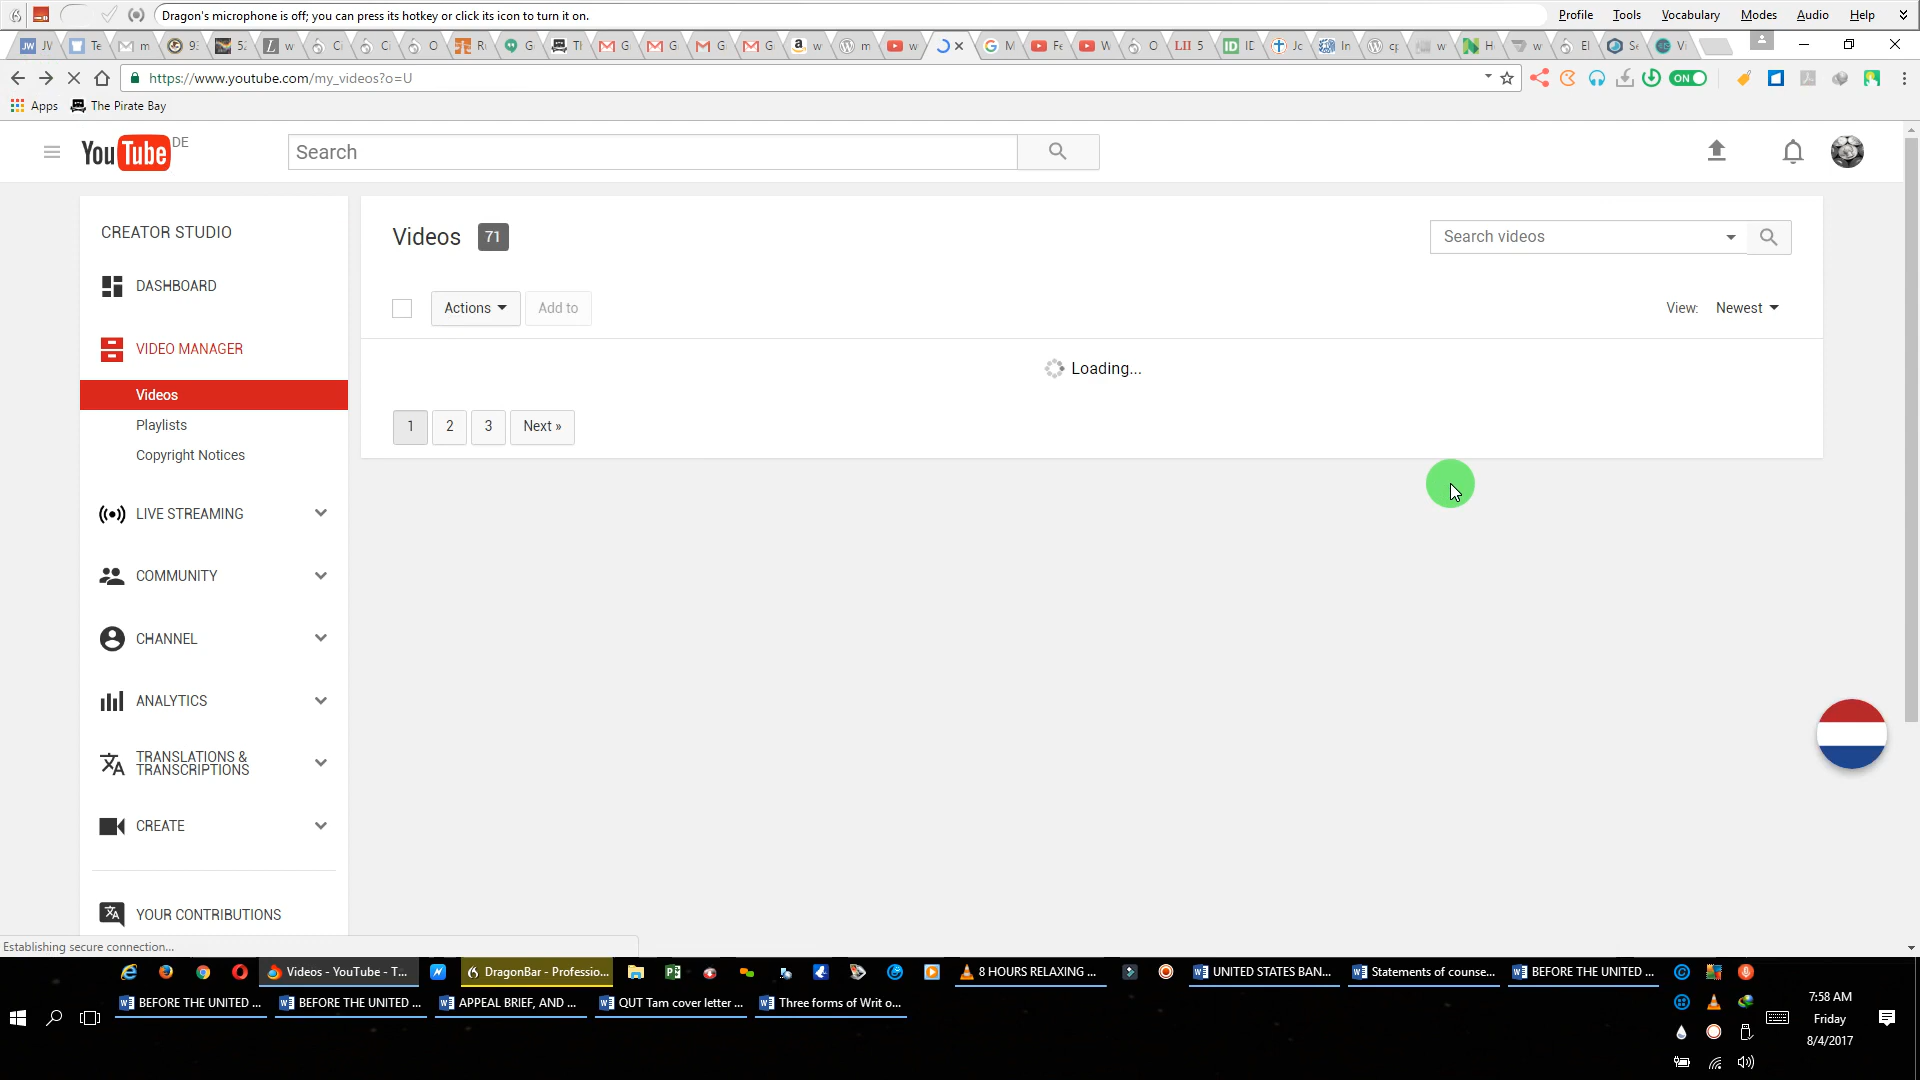 Dragon's microphone is off; you can press its hotkey or click its icon to turn it on.
Profile Tools Vocabulary Modes Audio Help
https://www.youtube.com/my_videos?o=U
ON
Apps The Pirate Bay
YouTube DE
Search
CREATOR STUDIO
DASHBOARD
VIDEO MANAGER
Videos
Playlists
Copyright Notices
LIVE STREAMING
COMMUNITY
CHANNEL
ANALYTICS
TRANSLATIONS &
TRANSCRIPTIONS
CREATE
YOUR CONTRIBUTIONS
Videos 71
Search videos
Actions Add to
View: Newest
Loading...
1 2 3 Next »
Establishing secure connection...
Videos - YouTube - T...
DragonBar - Professio...
8 HOURS RELAXING ...
UNITED STATES BAN...
Statements of counse...
BEFORE THE UNITED ...
BEFORE THE UNITED ...
BEFORE THE UNITED ...
APPEAL BRIEF, AND ...
QUT Tam cover letter ...
Three forms of Writ o...
7:58 AM
Friday
8/4/2017